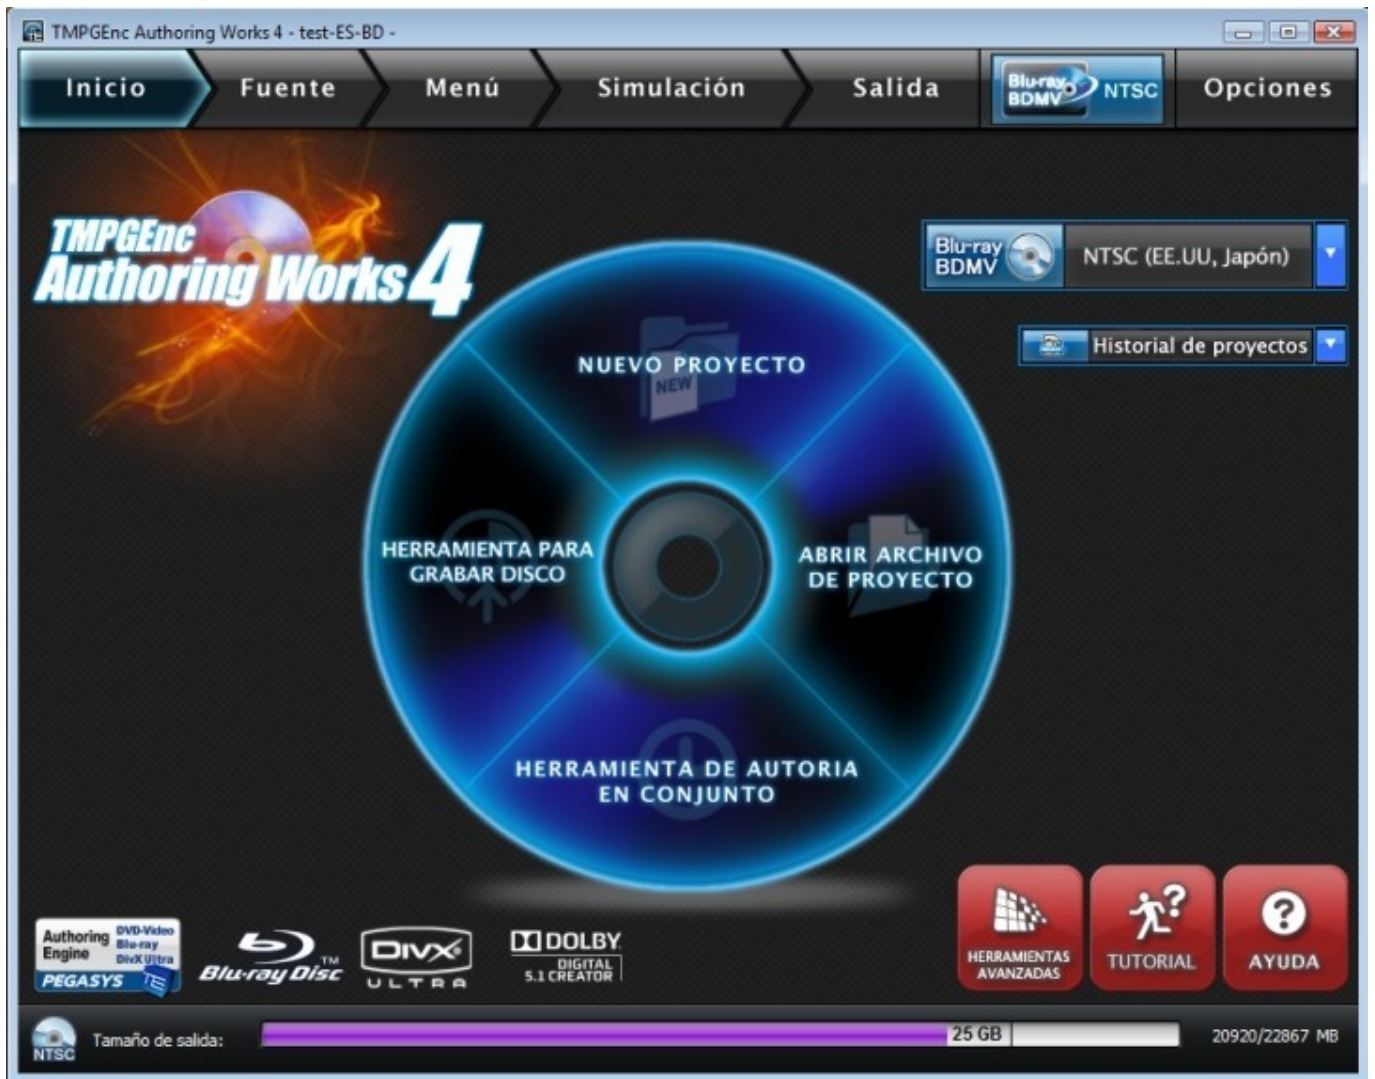 TMPGEnc Authoring Works 4 - test-ES-BD -
Inicio
Fuente
Menú
Simulación
Salida
Blu-ray
BDMV
NTSC
Opciones
TMPGEnc
Authoring Works 4
Blu-ray
BDMV
NTSC (EE.UU, Japón)
Historial de proyectos
NUEVO PROYECTO
NEW
HERRAMIENTA PARA
GRABAR DISCO
ABRIR ARCHIVO
DE PROYECTO
HERRAMIENTA DE AUTORIA
EN CONJUNTO
Authoring
Engine
DVD-Video
Blu-ray
DivX Ultra
PEGASYS
TE
Blu-ray Disc™
DIVX
ULTRA
DOLBY
DIGITAL
5.1 CREATOR
HERRAMIENTAS
AVANZADAS
?
TUTORIAL
?
AYUDA
NTSC
Tamaño de salida:
25 GB
20920/22867 MB